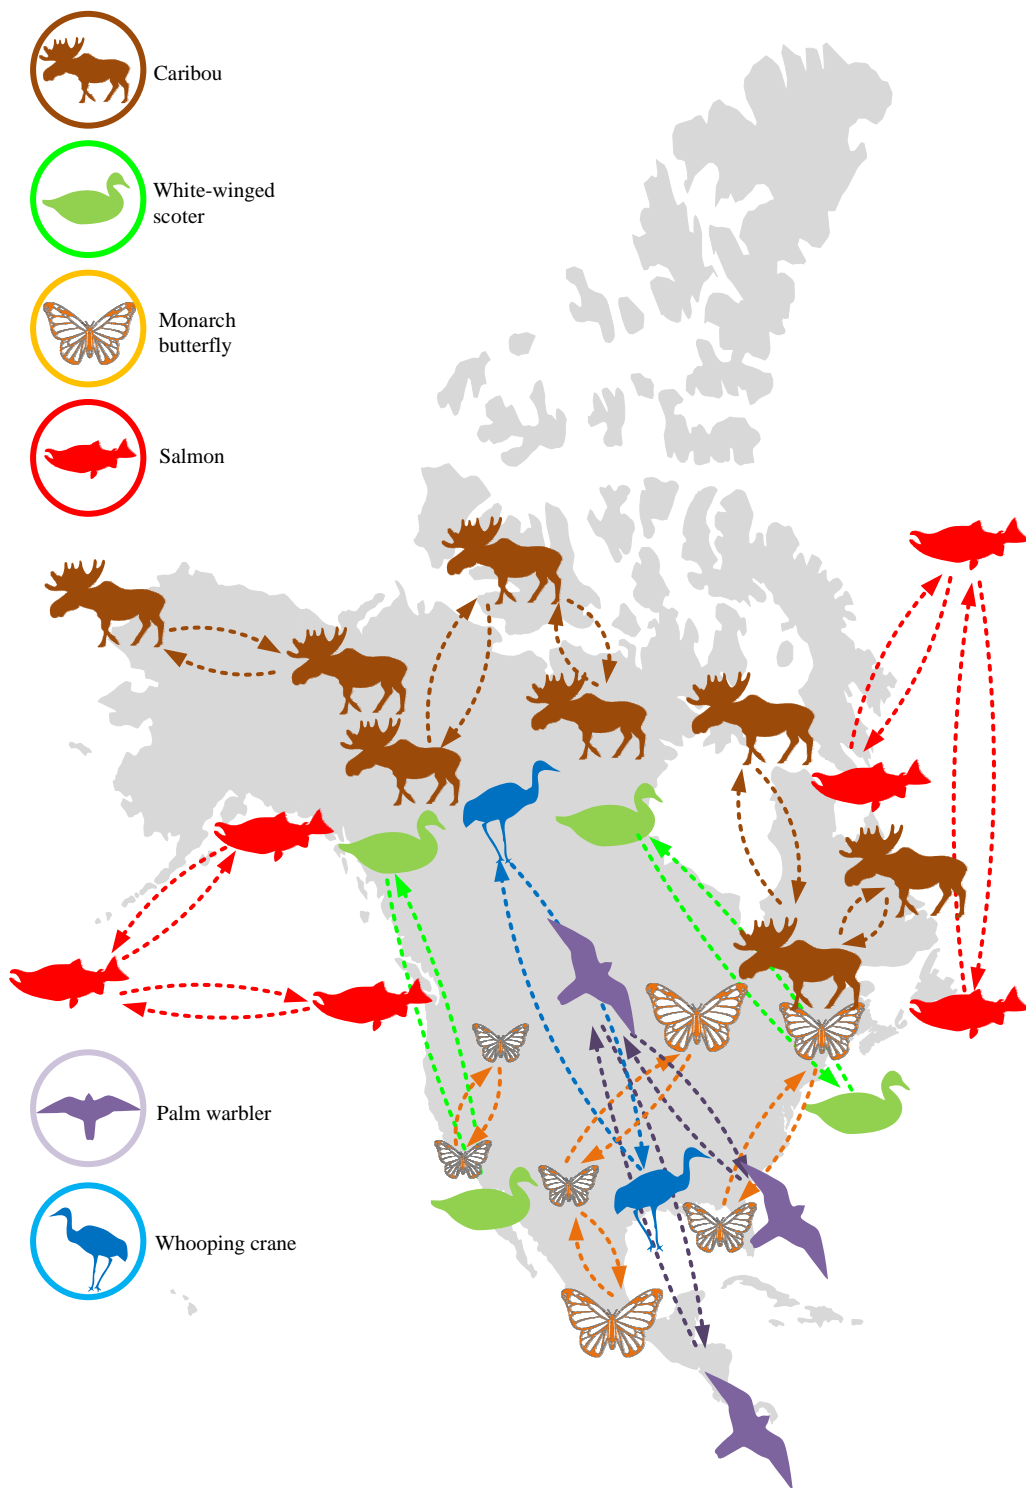 Caribou
White-winged
scoter
Monarch
butterfly
Salmon
Palm warbler
Whooping crane